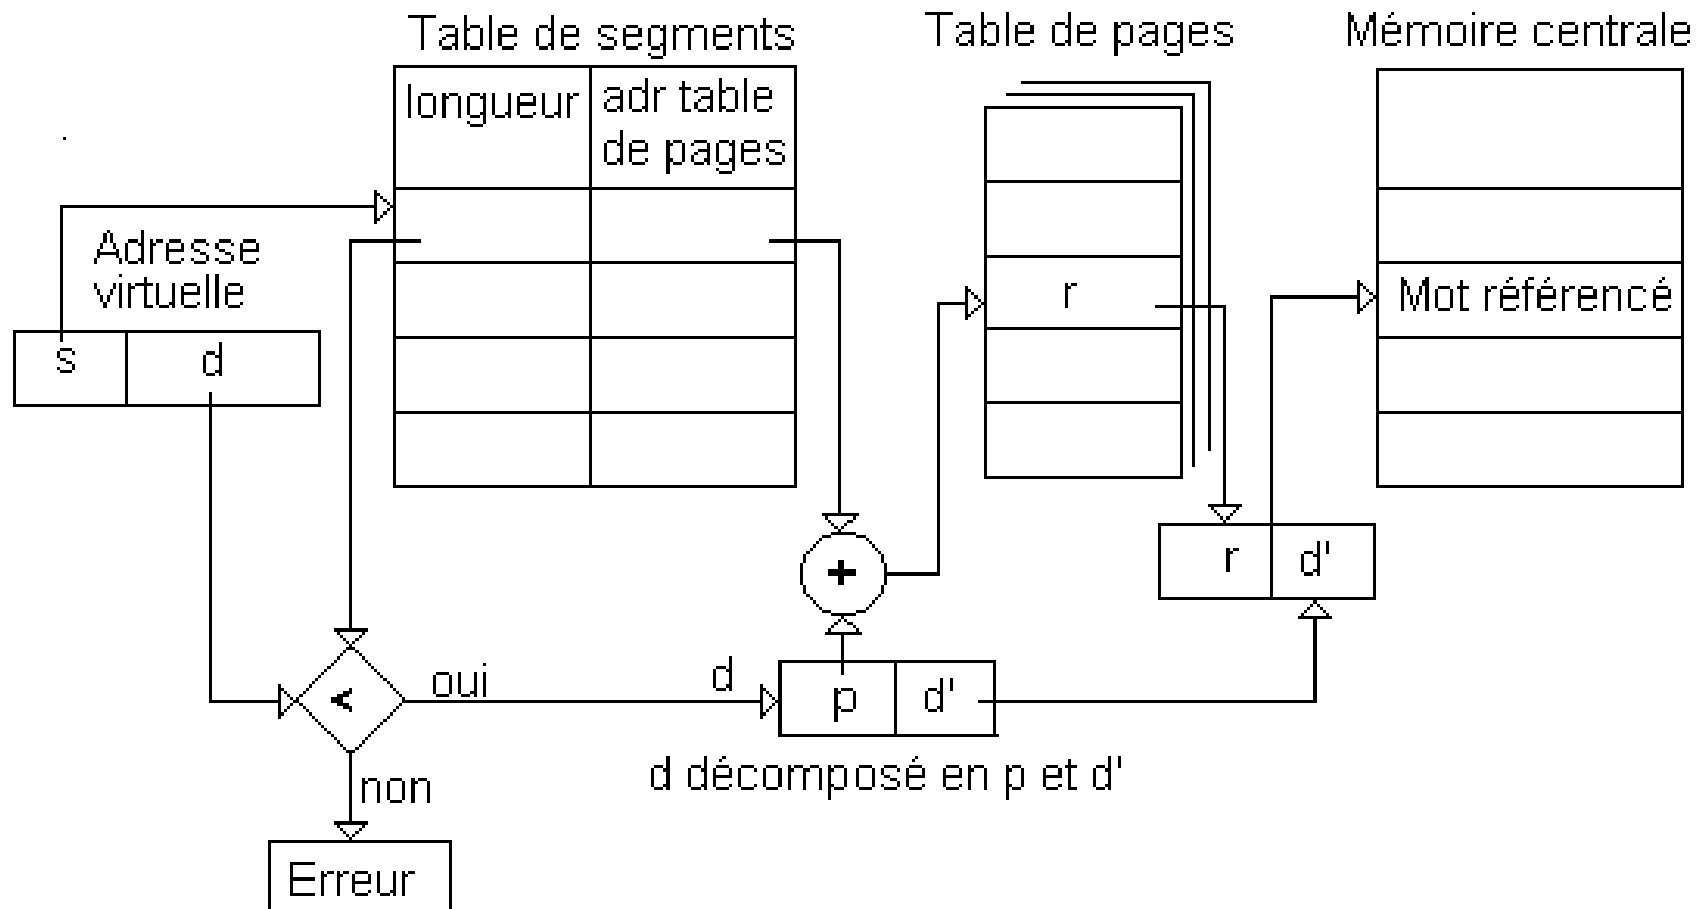 Table de segments
Table de pages
Mémoire centrale
longueur
adr table
de pages
Adresse
virtuelle
s
d
r
Mot référencé
+
r
d'
<
oui
d
p
d'
d décomposé en p et d'
non
Erreur